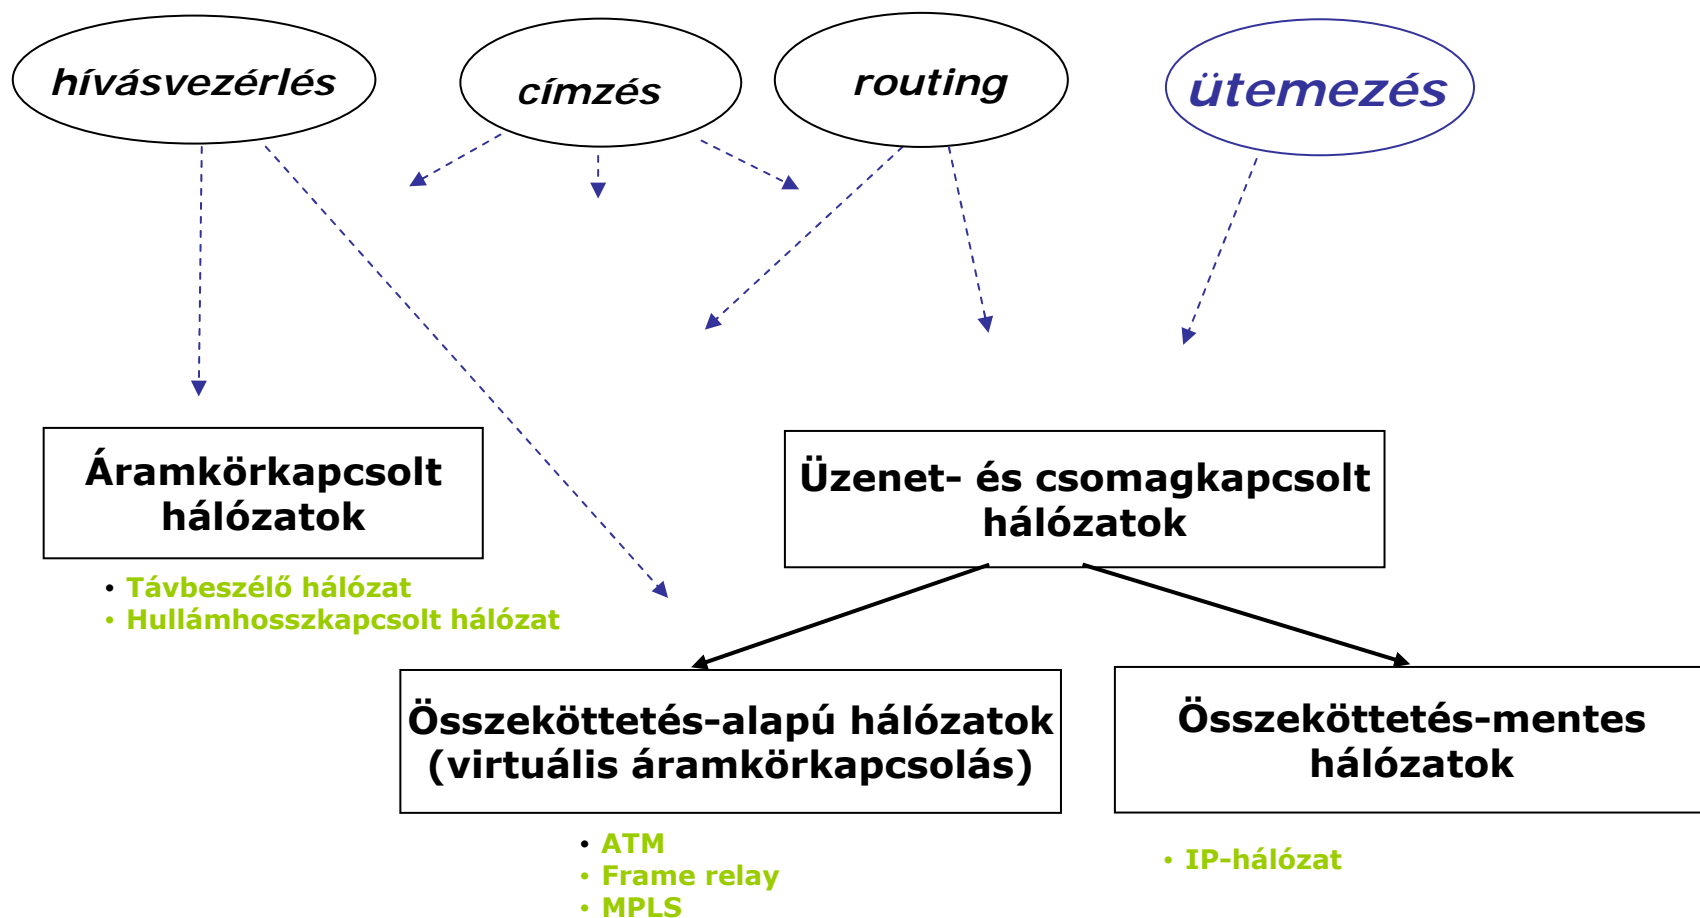 hívásvezérlés
címzés
routing
ütemezés
Áramkörkapcsolt
hálózatok
• Távbeszélő hálózat
• Hullámhosszkapcsolt hálózat
Üzenet- és csomagkapcsolt
hálózatok
Összeköttetés-alapú hálózatok
(virtuális áramkörkapcsolás)
• ATM
• Frame relay
• MPLS
Összeköttetés-mentes
hálózatok
• IP-hálózat